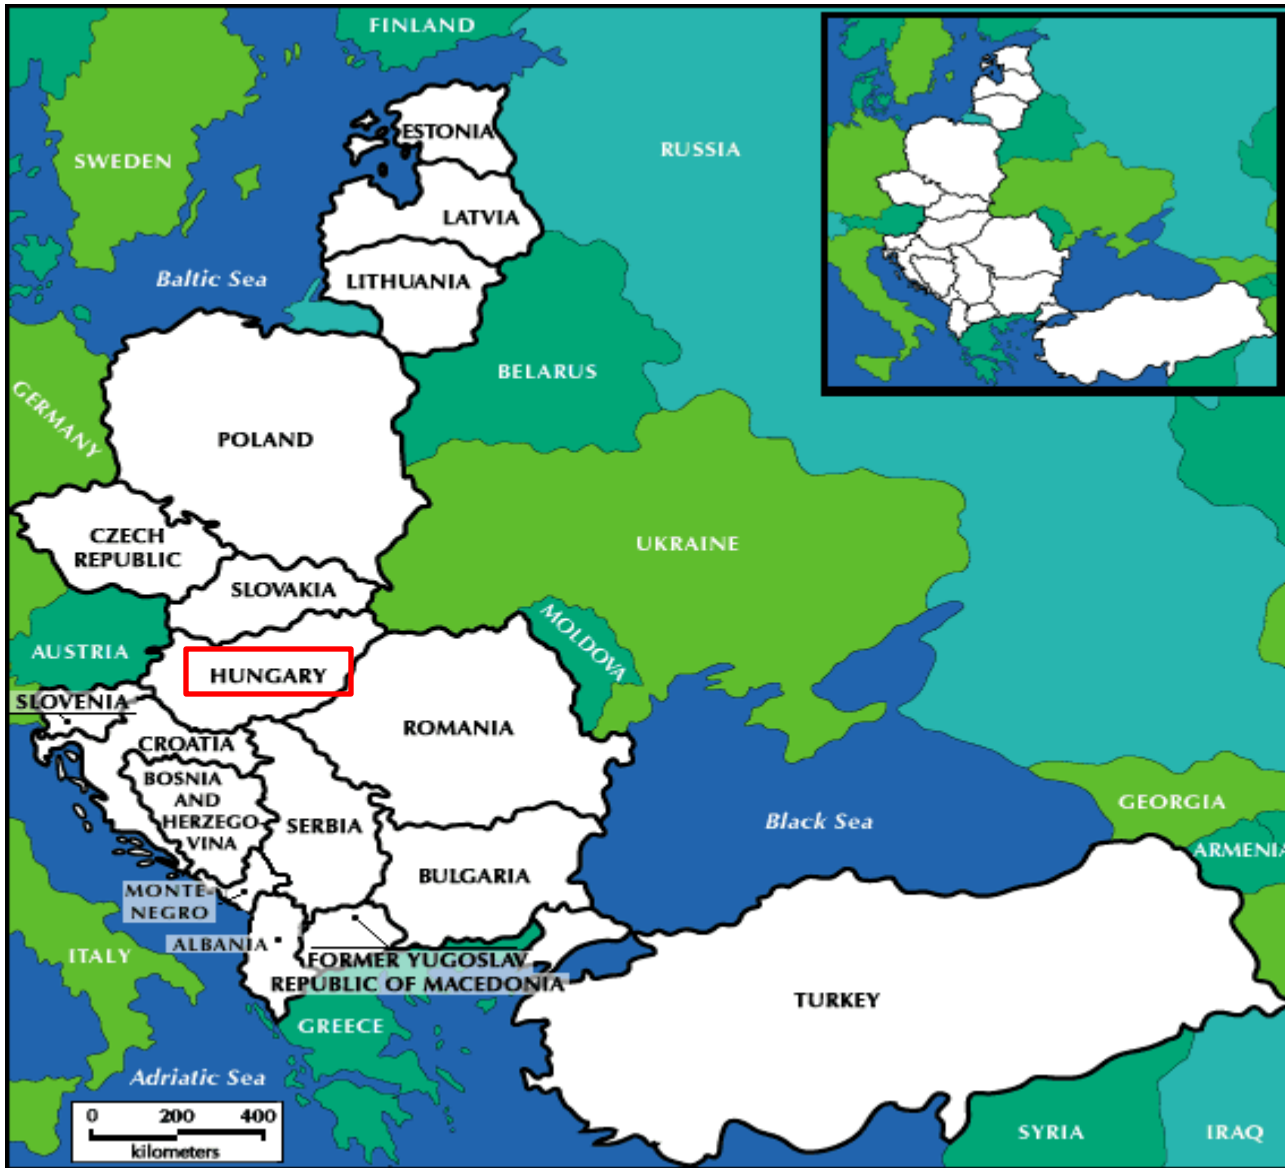 FINLAND
SWEDEN
ESTONIA
RUSSIA
LATVIA
Baltic Sea
LITHUANIA
BELARUS
GERMANY
POLAND
CZECH
REPUBLIC
UKRAINE
SLOVAKIA
MOLDOVA
AUSTRIA
HUNGARY
SLOVENIA
ROMANIA
CROATIA
BOSNIA
AND
HERZEGO-
VINA
SERBIA
GEORGIA
Black Sea
ARMENIA
BULGARIA
MONTE-
NEGRO
ALBANIA
ITALY
FORMER YUGOSLAV
REPUBLIC OF MACEDONIA
TURKEY
GREECE
Adriatic Sea
0 200 400
kilometers
SYRIA
IRAQ